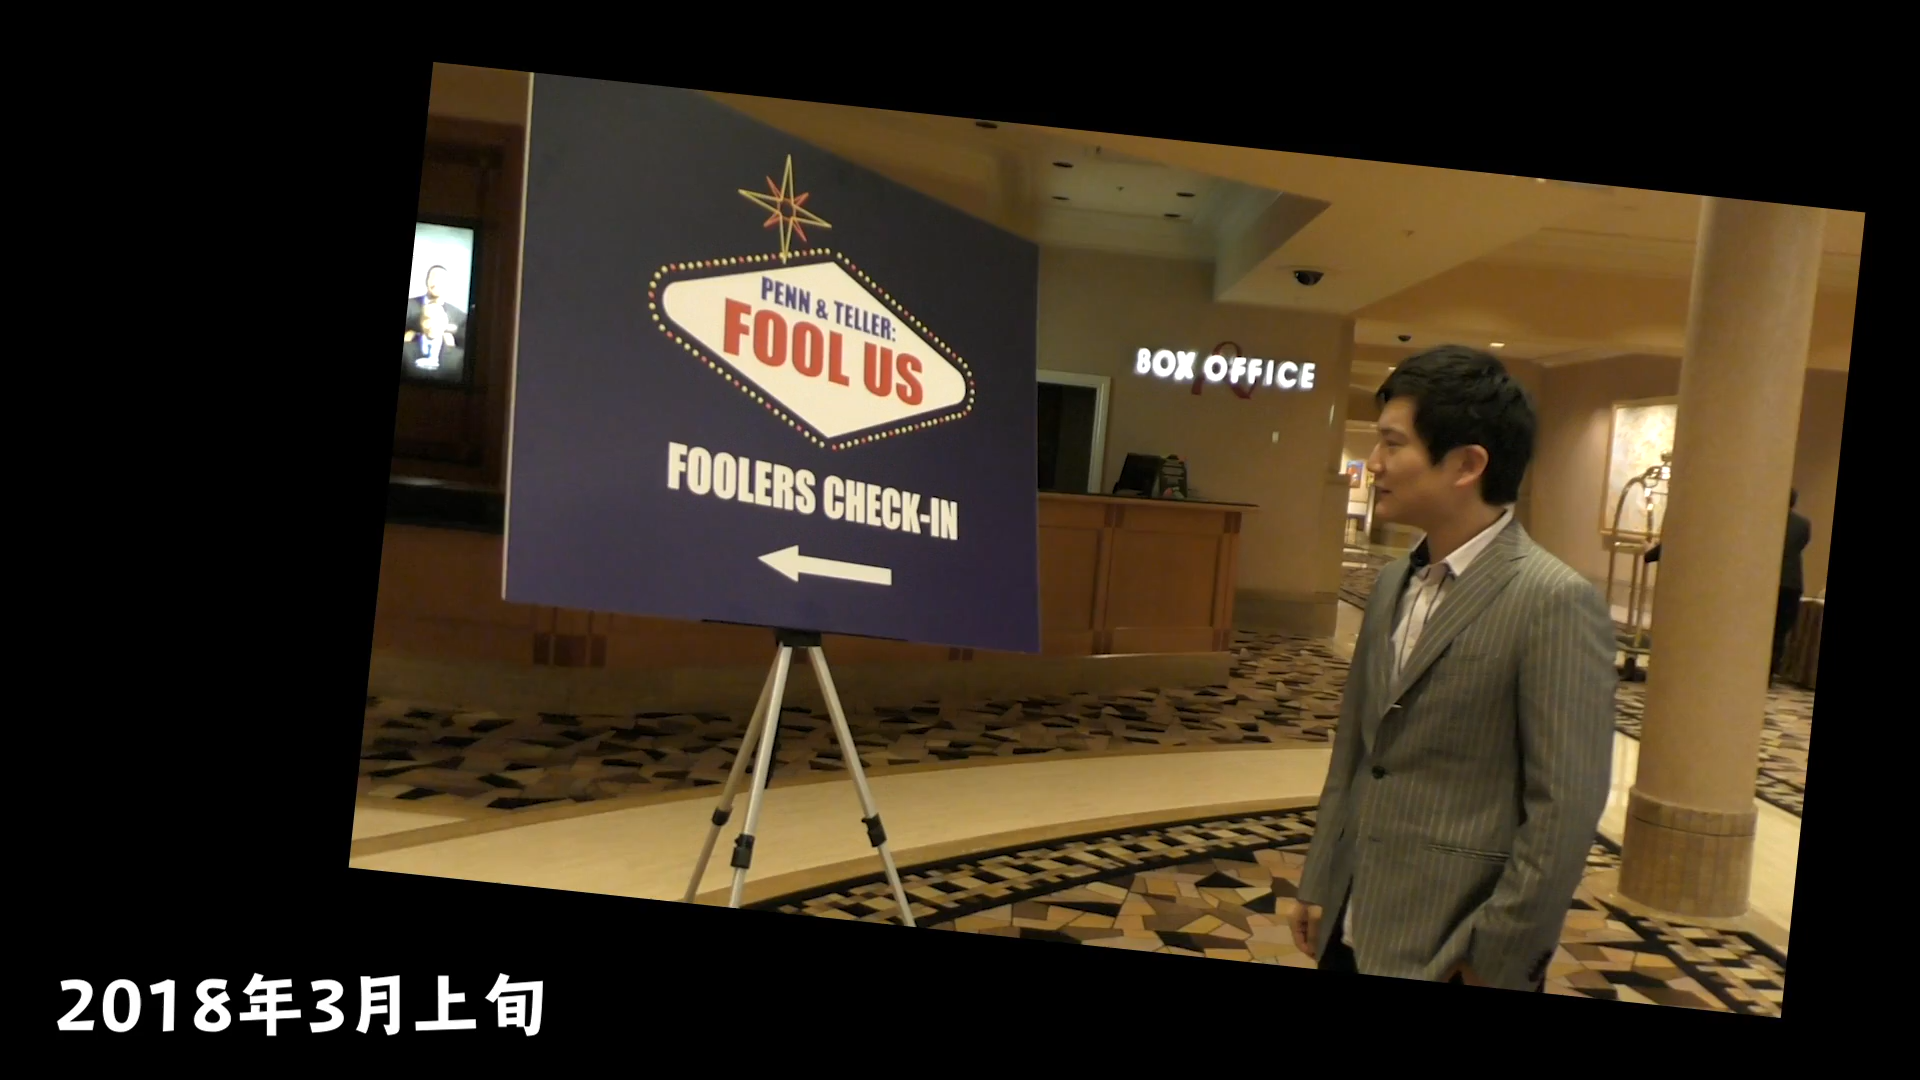 PENN & TELLER:
FOOL US
FOOLERS CHECK-IN
BOX OFFICE
2018年3月上旬